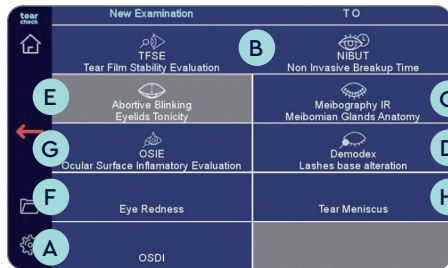 tear
check
New Examination
T O
B
TFSE
Tear Film Stability Evaluation
NIBUT
Non Invasive Breakup Time
E
Abortive Blinking
Eyelids Tonicity
Meibography IR
Meibomian Glands Anatomy
G
OSIE
Ocular Surface Inflamatory Evaluation
Demodex
Lashes base alteration
D
F
Eye Redness
Tear Meniscus
H
A
OSDI